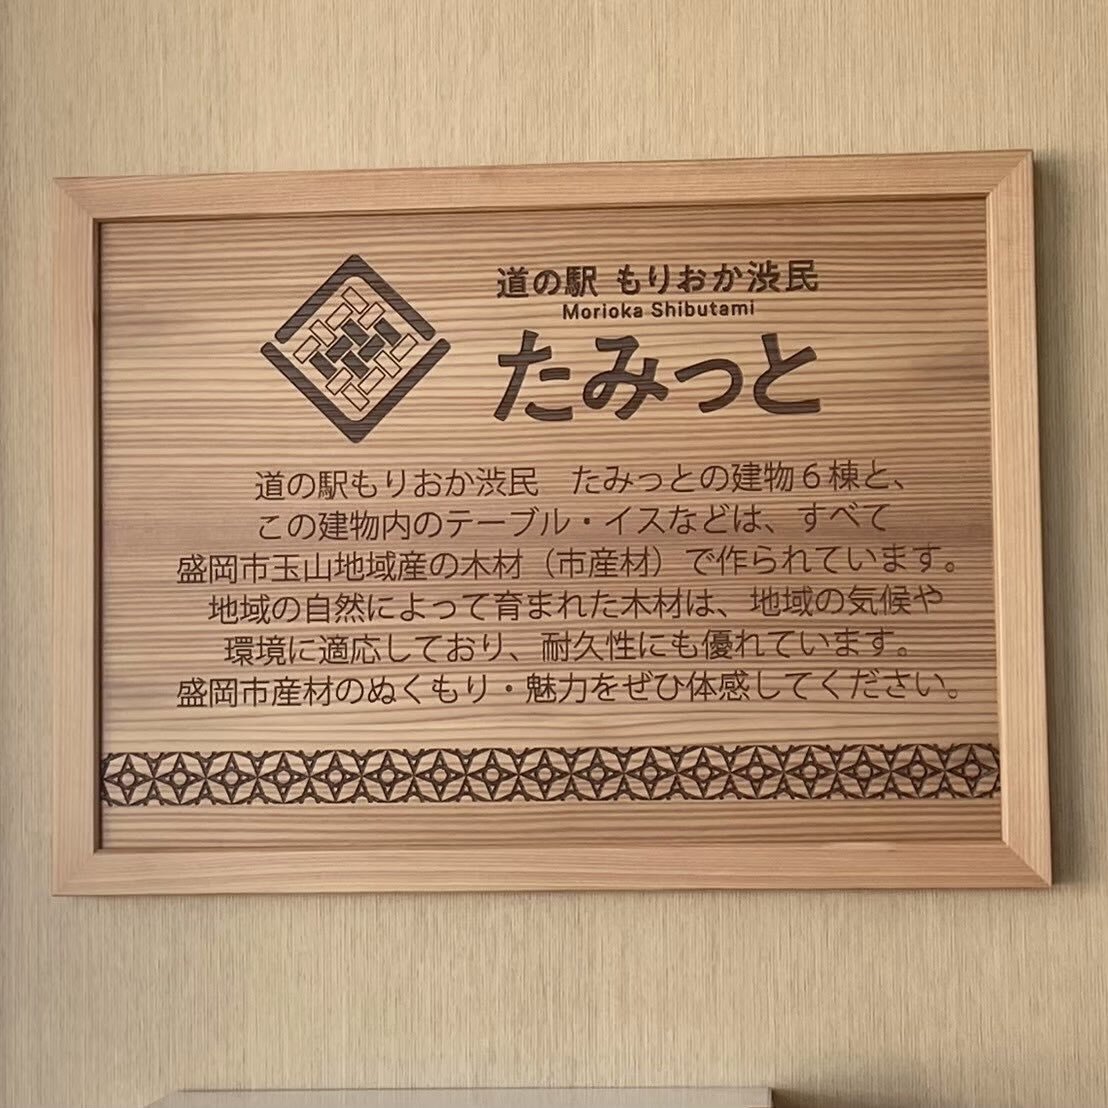 道の駅 もりおか渋民
Morioka Shibutami
たみっと
道の駅もりおか渋民　たみっとの建物６棟と、
この建物内のテーブル・イスなどは、すべて
盛岡市玉山地域産の木材（市産材）で作られています。
地域の自然によって育まれた木材は、地域の気候や
環境に適応しており、耐久性にも優れています。
盛岡市産材のぬくもり・魅力をぜひ体感してください。